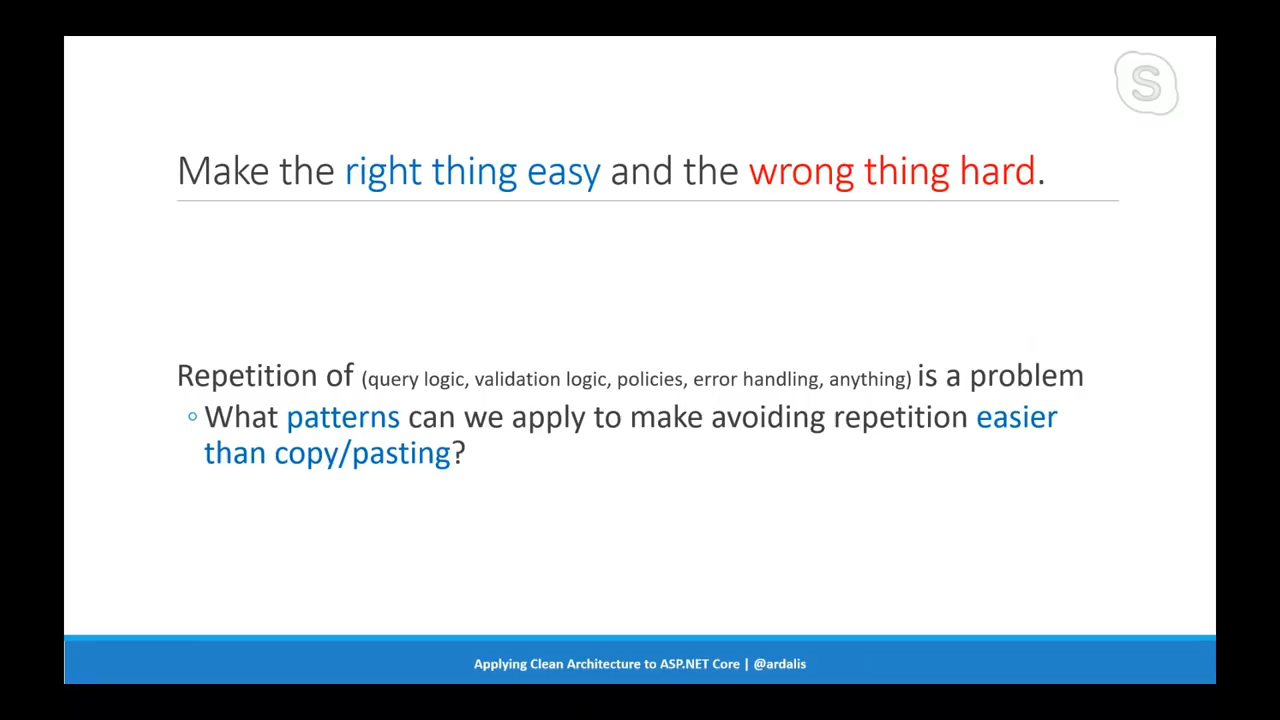 S
Make the right thing easy and the wrong thing hard.
Repetition of (query logic, validation logic, policies, error handling, anything) is a problem
◦ What patterns can we apply to make avoiding repetition easier
than copy/pasting?
Applying Clean Architecture to ASP.NET Core | @ardalis